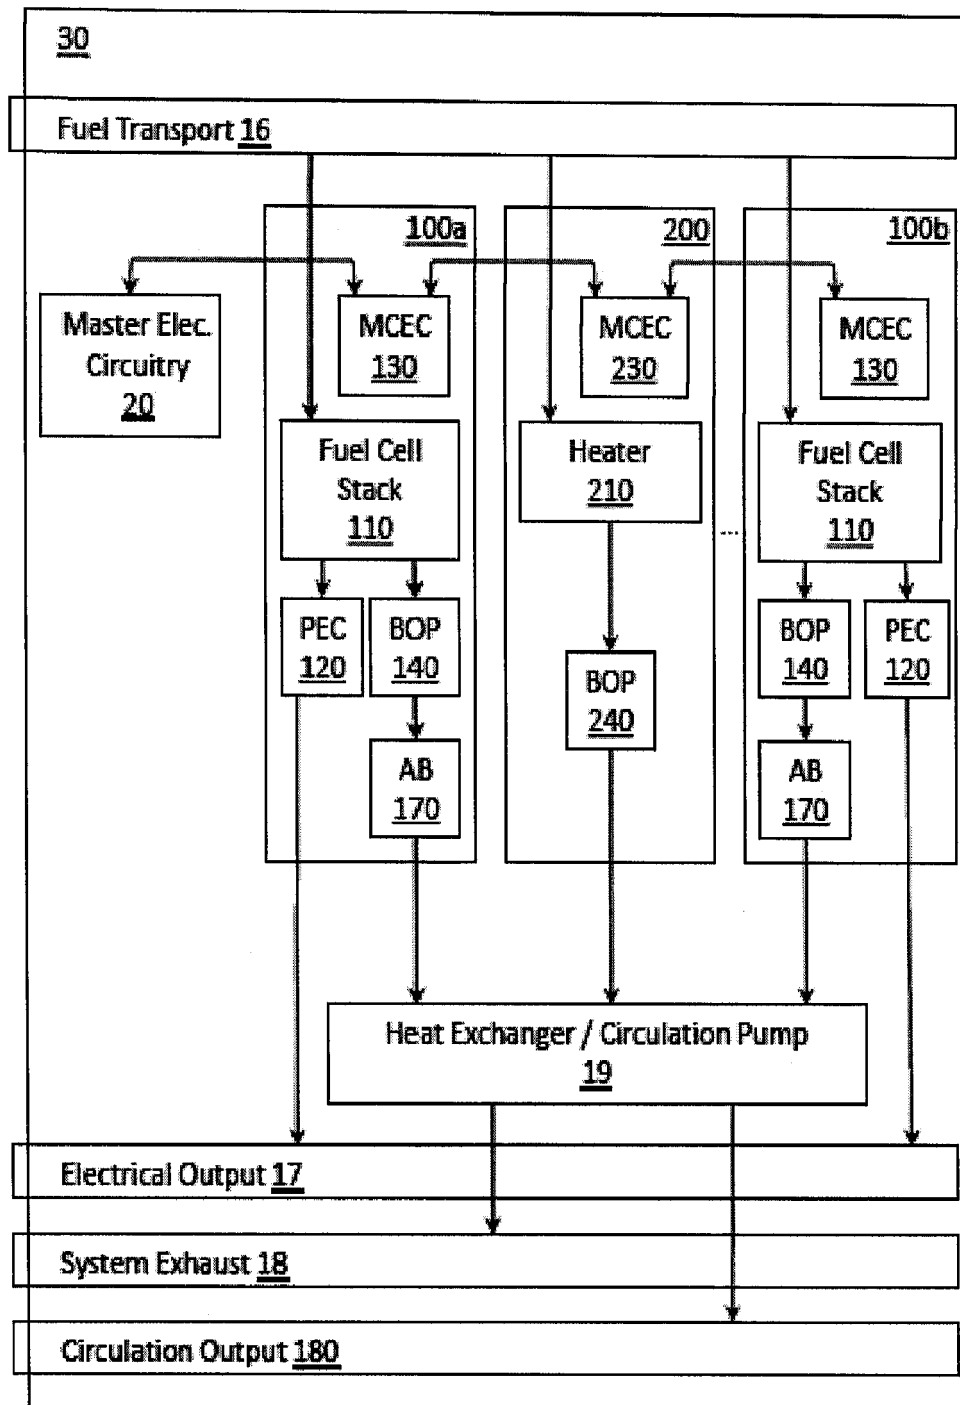 30
Fuel Transport 16
100a
200
100b
Master Elec.
Circuitry
20
MCEC
130
MCEC
230
MCEC
130
Fuel Cell
Stack
110
Heater
210
Fuel Cell
Stack
110
....
PEC
120
BOP
140
BOP
240
BOP
140
PEC
120
AB
170
AB
170
Heat Exchanger / Circulation Pump
19
Electrical Output 17
System Exhaust 18
Circulation Output 180